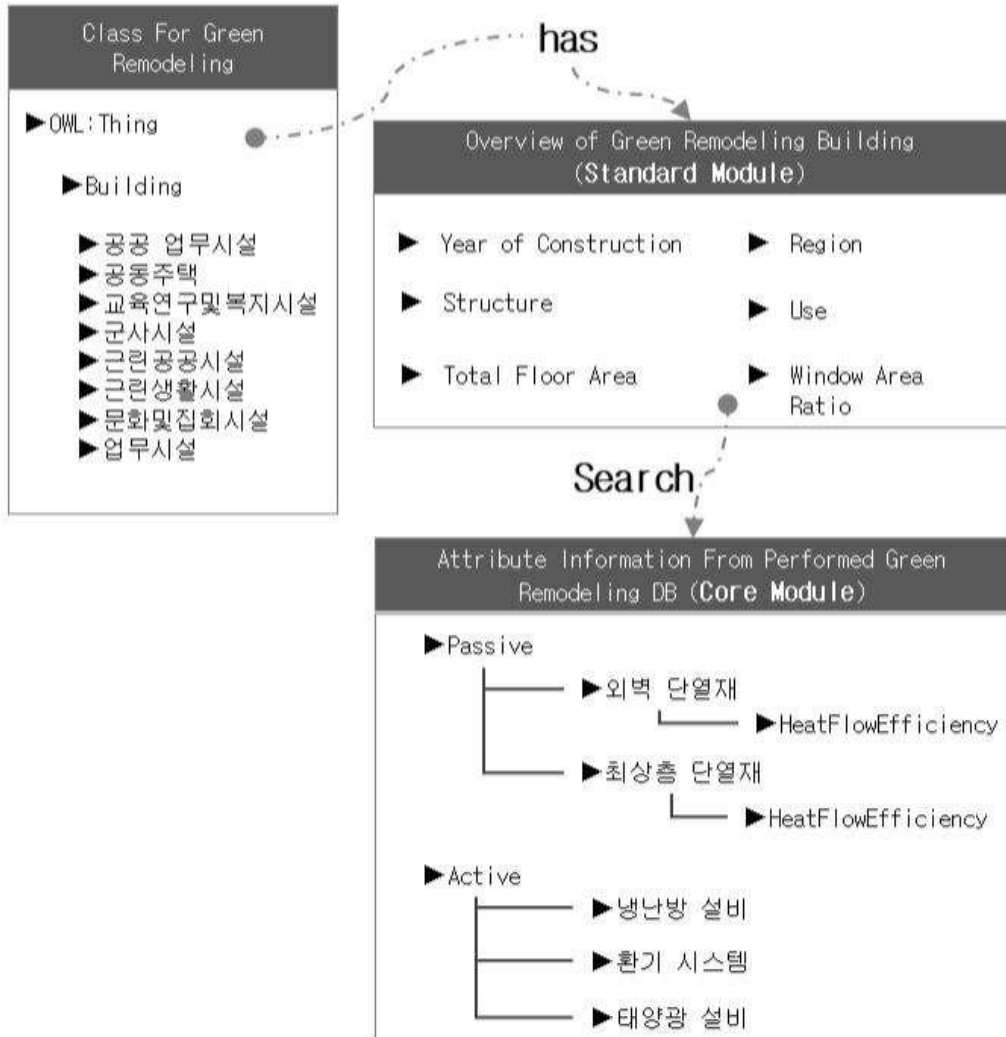 Class For Green
Remodeling
▶OWL:Thing
▶Building
▶공공 업무시설
▶공동주택
▶교육연구및복지시설
▶군사시설
▶근린공공시설
▶근린생활시설
▶문화및집회시설
▶업무시설
has
Overview of Green Remodeling Building
(Standard Module)
▶ Year of Construction
▶ Region
▶ Structure
▶ Use
▶ Total Floor Area
▶ Window Area
Ratio
Search
Attribute Information From Performed Green
Remodeling DB (Core Module)
▶Passive
▶외벽 단열재
▶HeatFlowEfficiency
▶최상층 단열재
▶HeatFlowEfficiency
▶Active
▶냉난방 설비
▶환기 시스템
▶태양광 설비